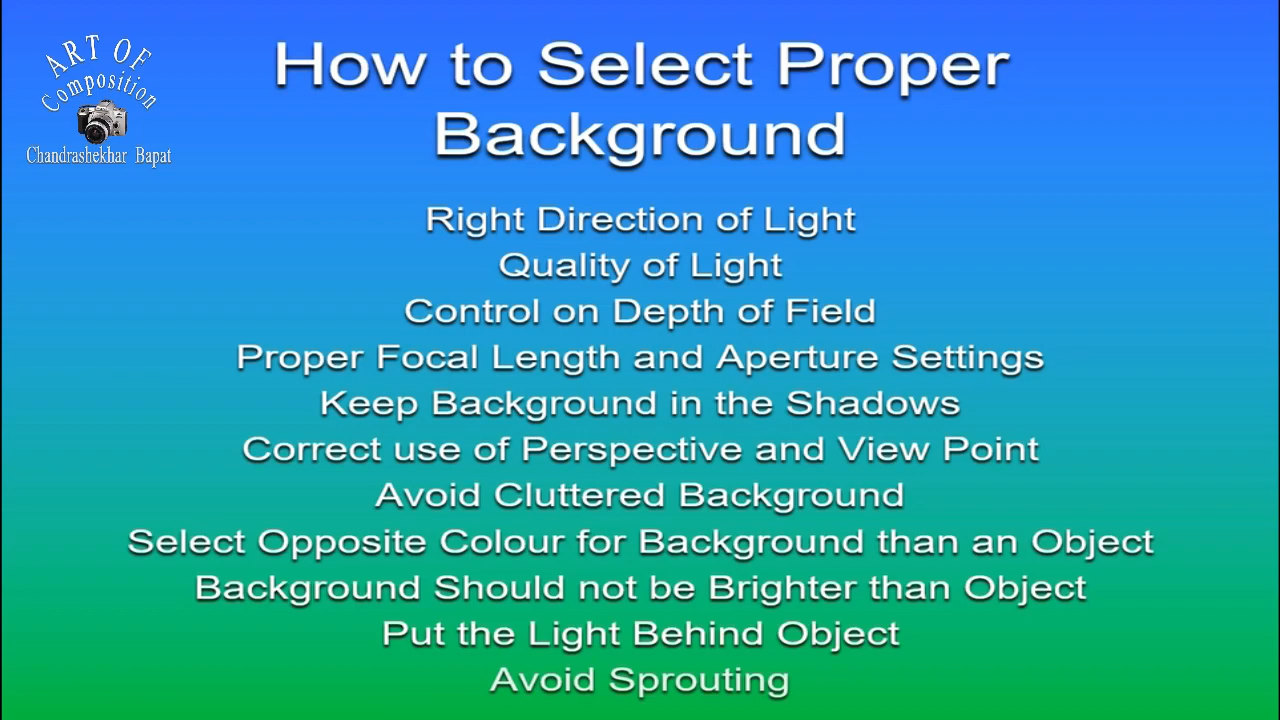 ART OF
Composition
Chandrashekhar Bapat
How to Select Proper
Background
Right Direction of Light
Quality of Light
Control on Depth of Field
Proper Focal Length and Aperture Settings
Keep Background in the Shadows
Correct use of Perspective and View Point
Avoid Cluttered Background
Select Opposite Colour for Background than an Object
Background Should not be Brighter than Object
Put the Light Behind Object
Avoid Sprouting